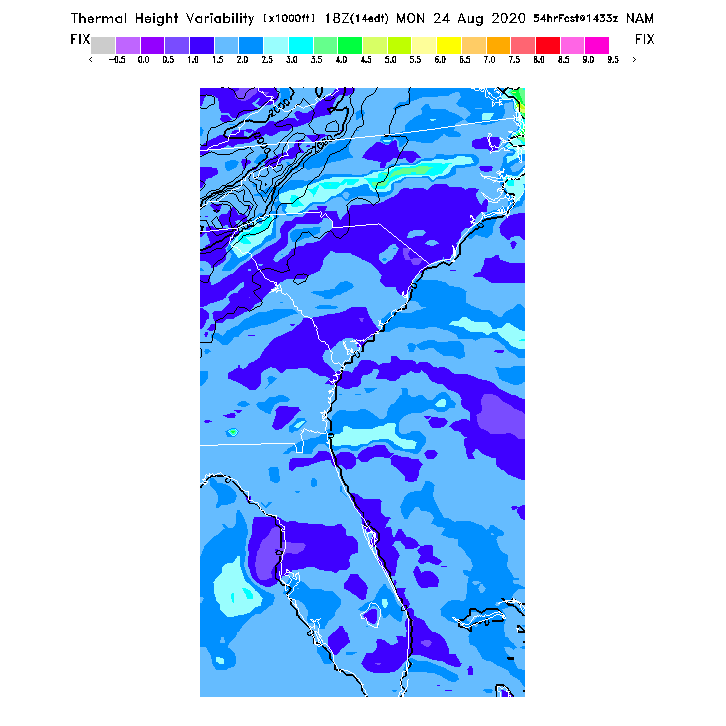 Thermal Height Variability [x1000ft] 18Z(14edt) MON 24 Aug 2020 54hrFcst@1433z NAM
FIX FIX
< -0.5 0.0 0.5 1.0 1.5 2.0 2.5 3.0 3.5 4.0 4.5 5.0 5.5 6.0 6.5 7.0 7.5 8.0 8.5 9.0 9.5 >
2000